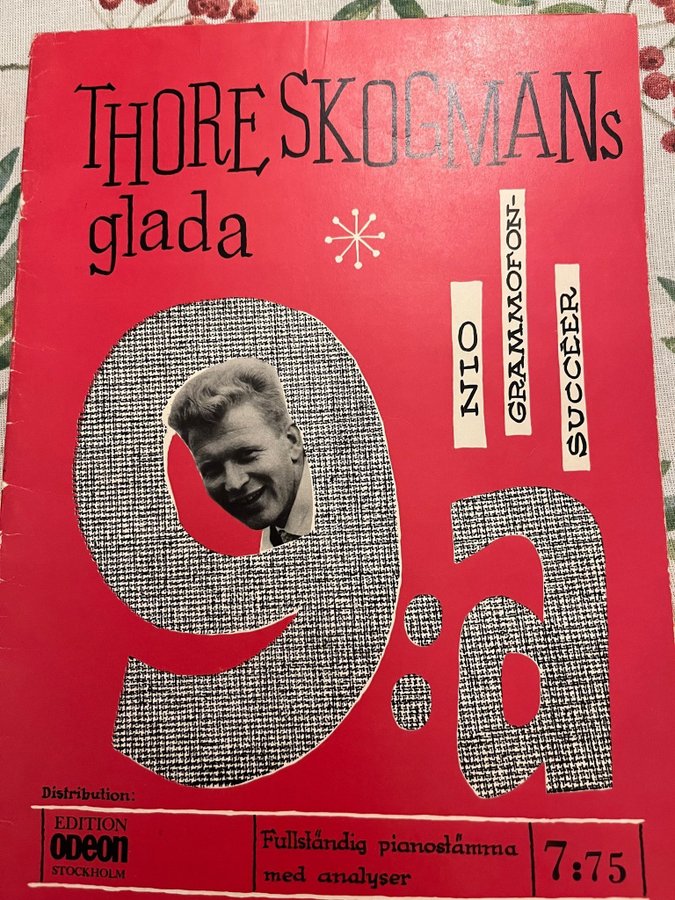 THORE SKOGMANs
glada
NIO
GRAMMOFON-
SUCCÉER
9:a
Distribution:
EDITION
ODEON
STOCKHOLM
Fullständig pianostämma
med analyser
7:75